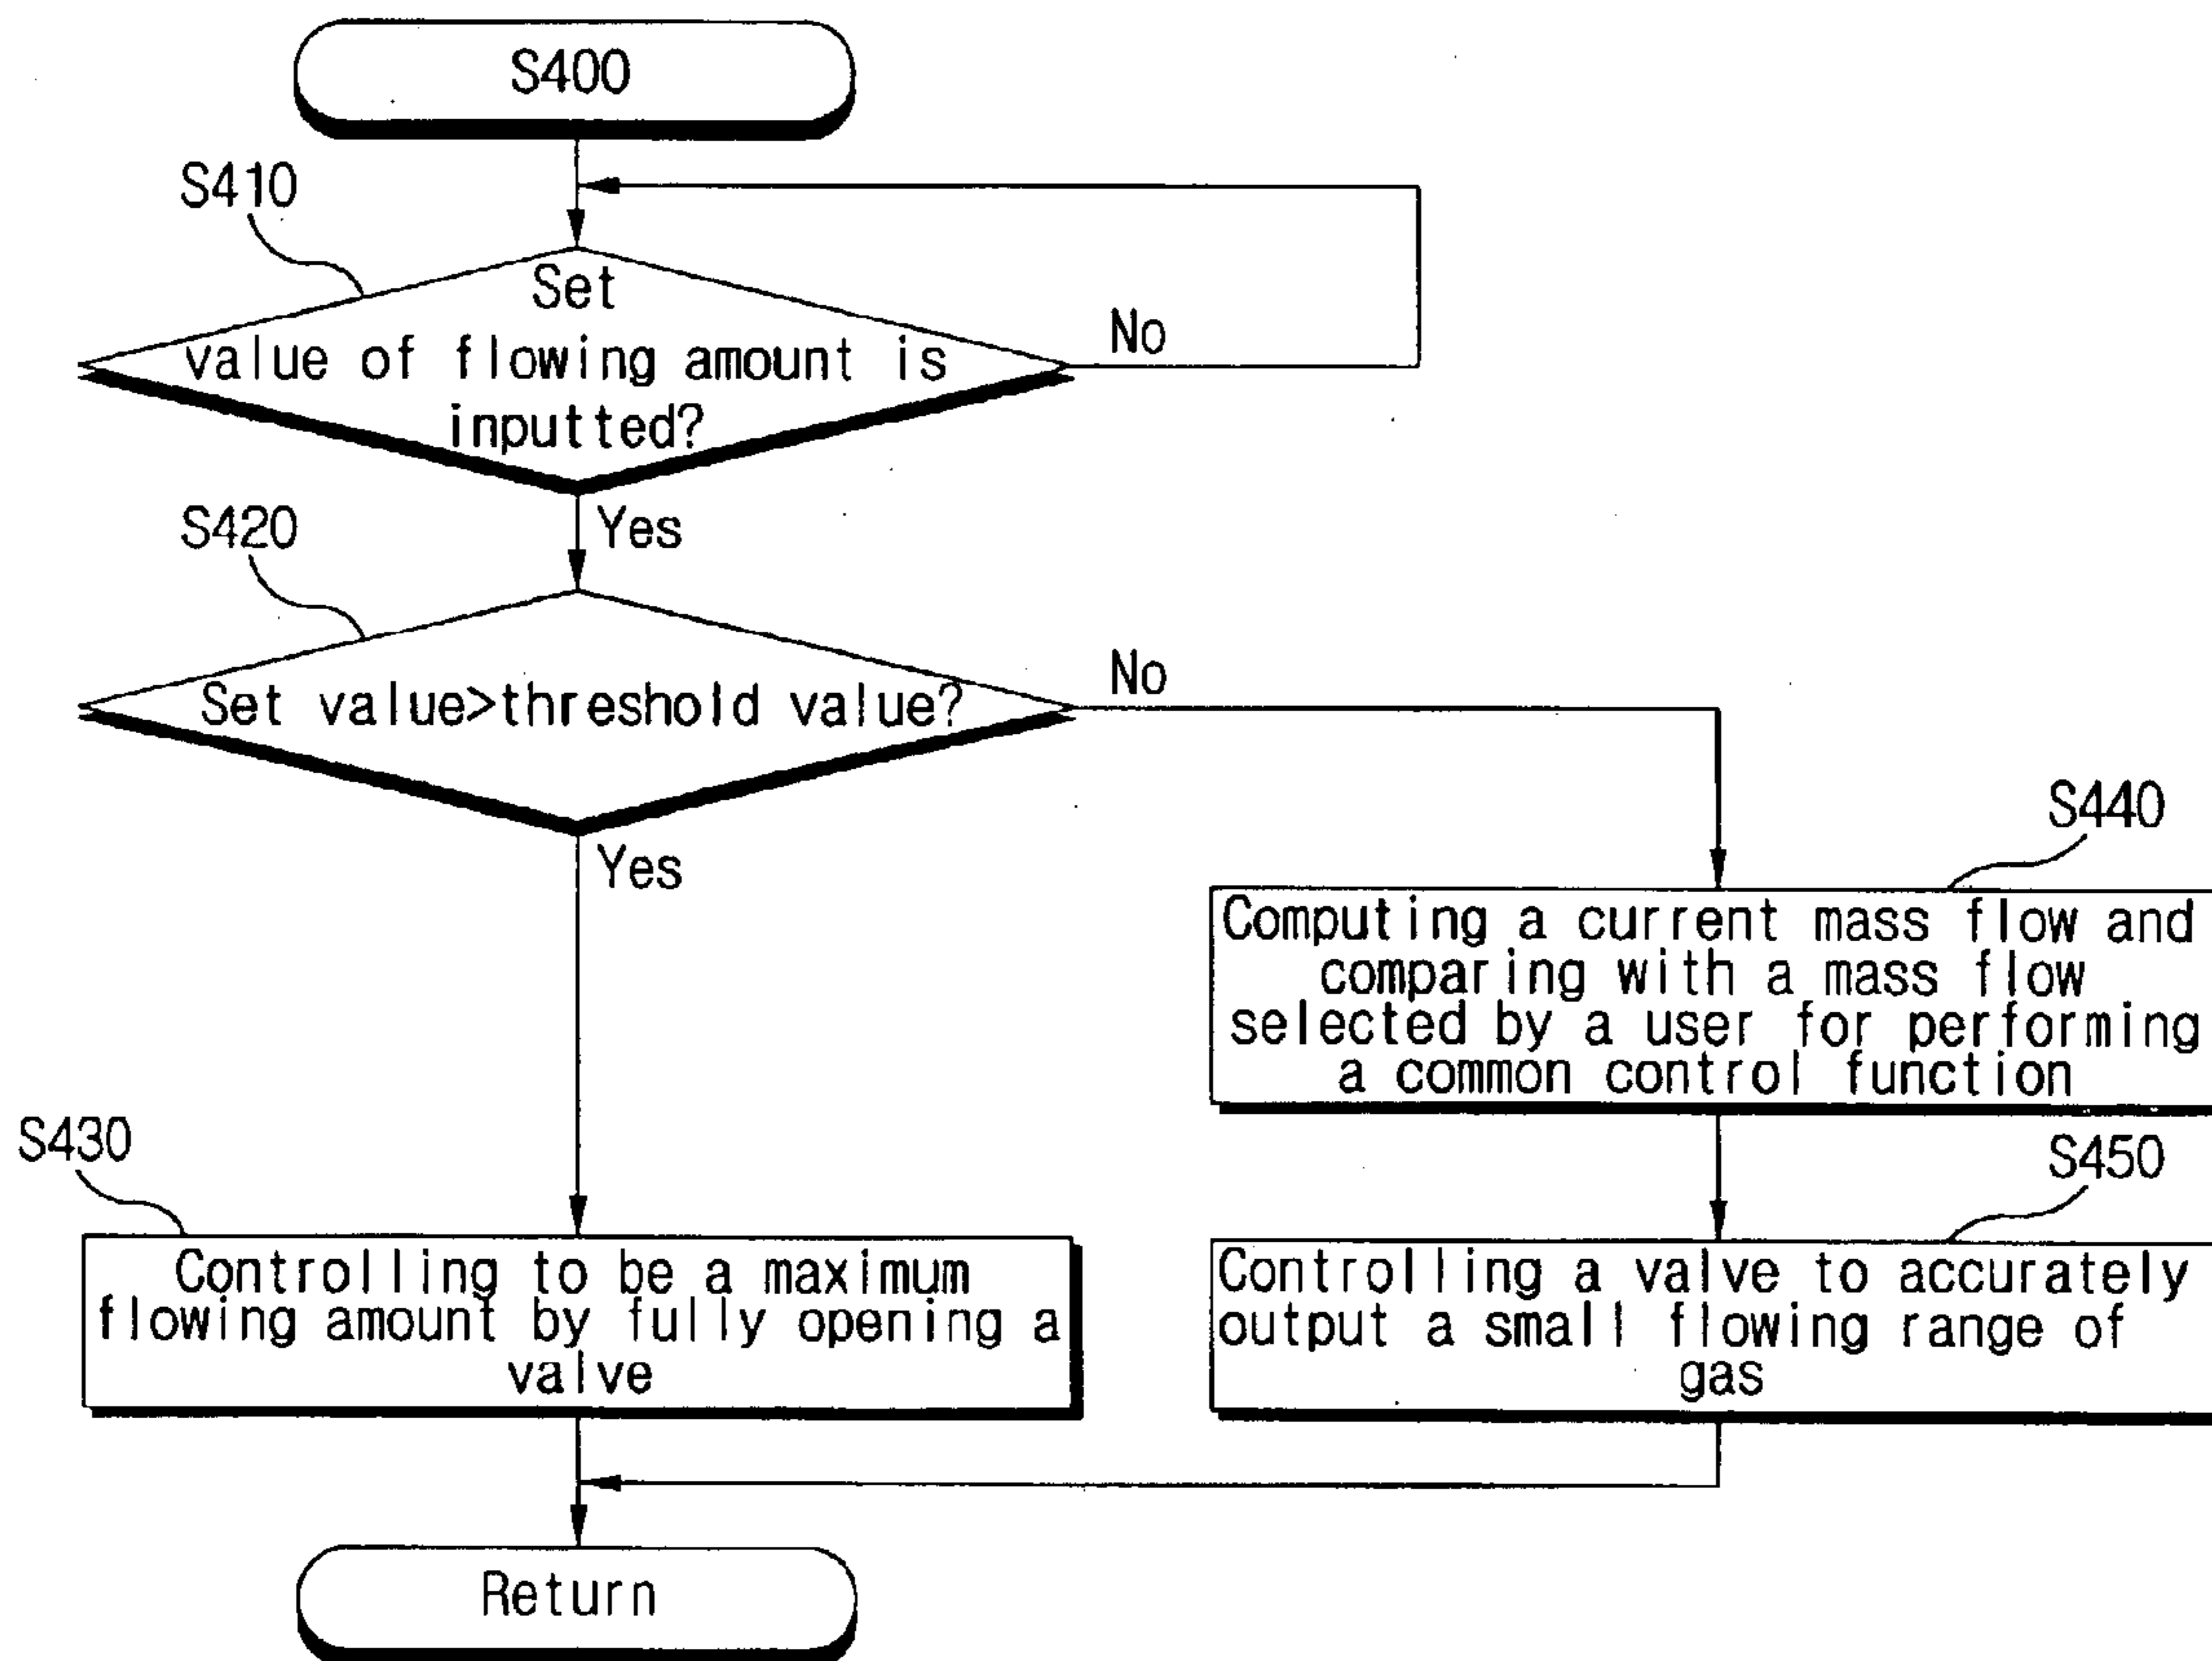 S400
S410
Set
value of flowing amount is
inputted?
No
Yes
S420
Set value>threshold value?
No
Yes
S440
Computing a current mass flow and
comparing with a mass flow
selected by a user for performing
a common control function
S430
Controlling to be a maximum
flowing amount by fully opening a
valve
S450
Controlling a valve to accurately
output a small flowing range of
gas
Return